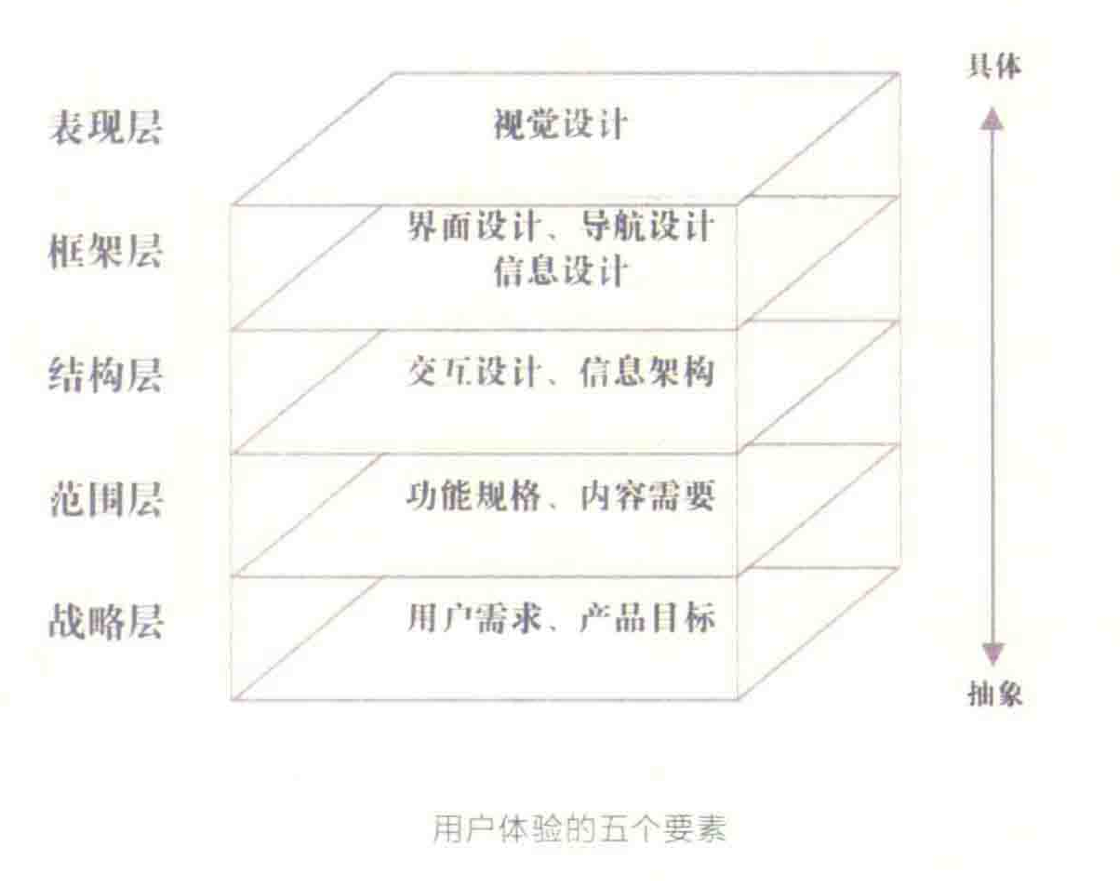 具体
表现层
视觉设计
框架层
界面设计、导航设计
信息设计
结构层
交互设计、信息架构
范围层
功能规格、内容需要
战略层
用户需求、产品目标
抽象
用户体验的五个要素